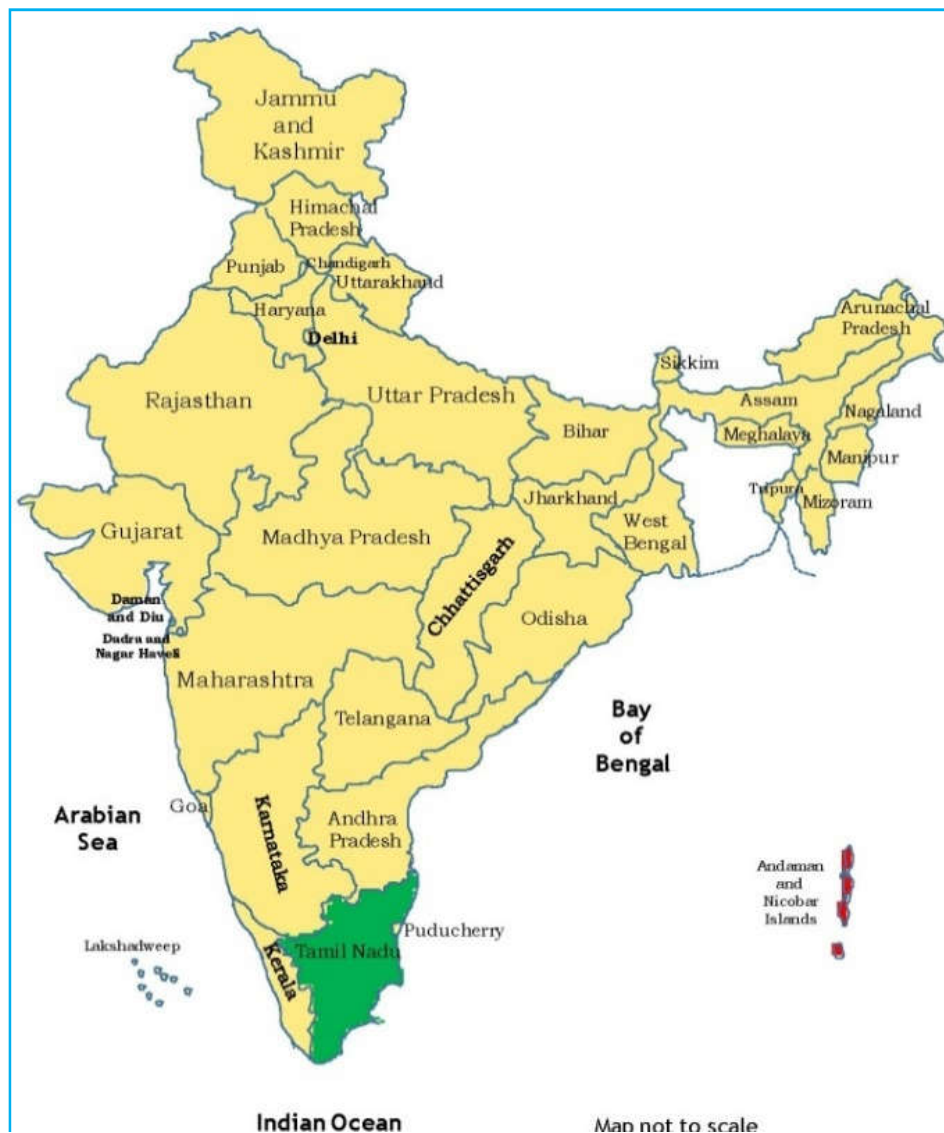 Jammu
and
Kashmir
Himachal
Pradesh
Chandigarh
Punjab
Uttarakhand
Haryana
Delhi
Arunachal
Pradesh
Sikkim
Rajasthan
Uttar Pradesh
Assam
Nagaland
Bihar
Meghalaya
Manipur
Tripura
Mizoram
Jharkhand
West
Bengal
Gujarat
Madhya Pradesh
Chhattisgarh
Daman
and Diu
Dadra and
Nagar Haveli
Odisha
Maharashtra
Telangana
Bay
of
Bengal
Goa
Arabian
Sea
Karnataka
Andhra
Pradesh
Andaman
and
Nicobar
Islands
Puducherry
Lakshadweep
Kerala
Tamil Nadu
Indian Ocean
Map not to scale